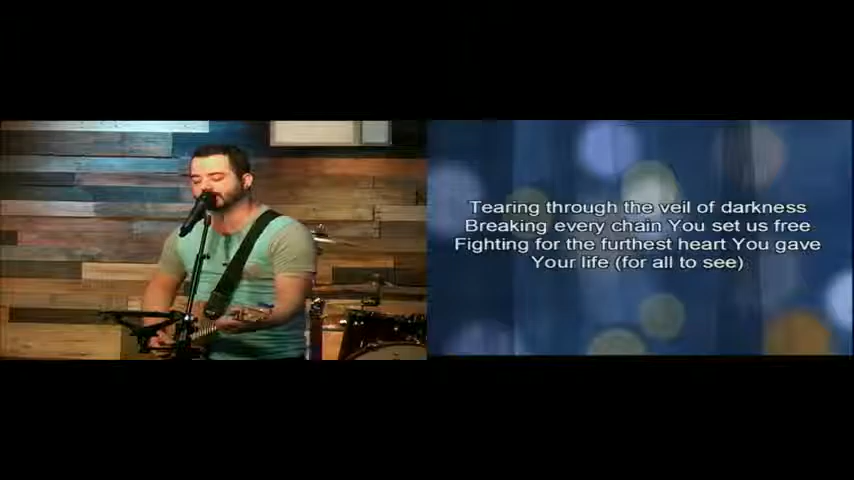 Tearing through the veil of darkness
Breaking every chain You set us free
Fighting for the furthest heart You gave
Your life (for all to see)